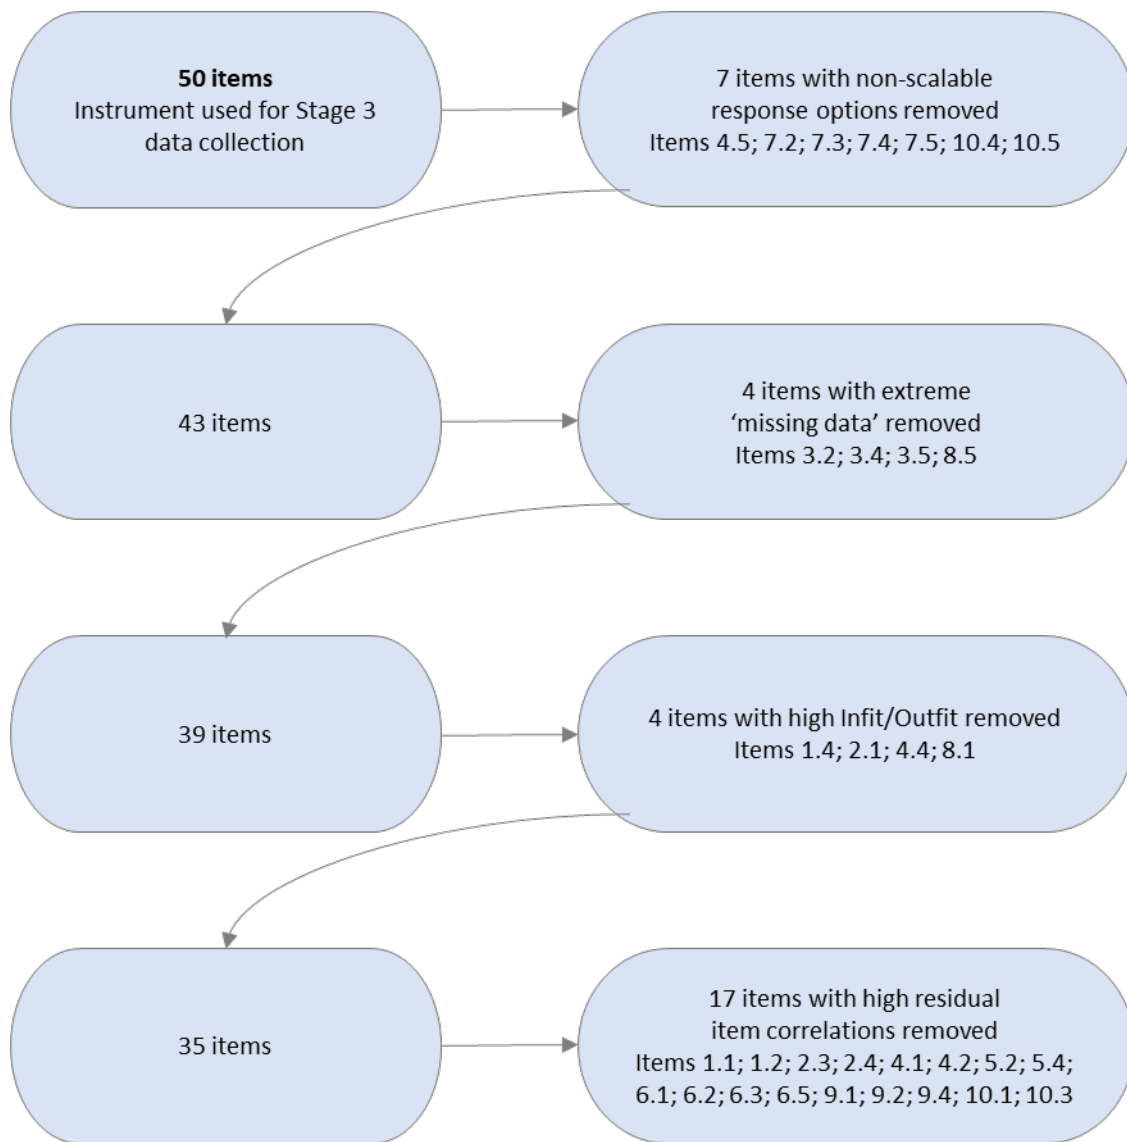 50 items
Instrument used for Stage 3
data collection
7 items with non-scalable
response options removed
Items 4.5; 7.2; 7.3; 7.4; 7.5; 10.4; 10.5
43 items
4 items with extreme
‘missing data’ removed
Items 3.2; 3.4; 3.5; 8.5
39 items
4 items with high Infit/Outfit removed
Items 1.4; 2.1; 4.4; 8.1
35 items
17 items with high residual
item correlations removed
Items 1.1; 1.2; 2.3; 2.4; 4.1; 4.2; 5.2; 5.4;
6.1; 6.2; 6.3; 6.5; 9.1; 9.2; 9.4; 10.1; 10.3